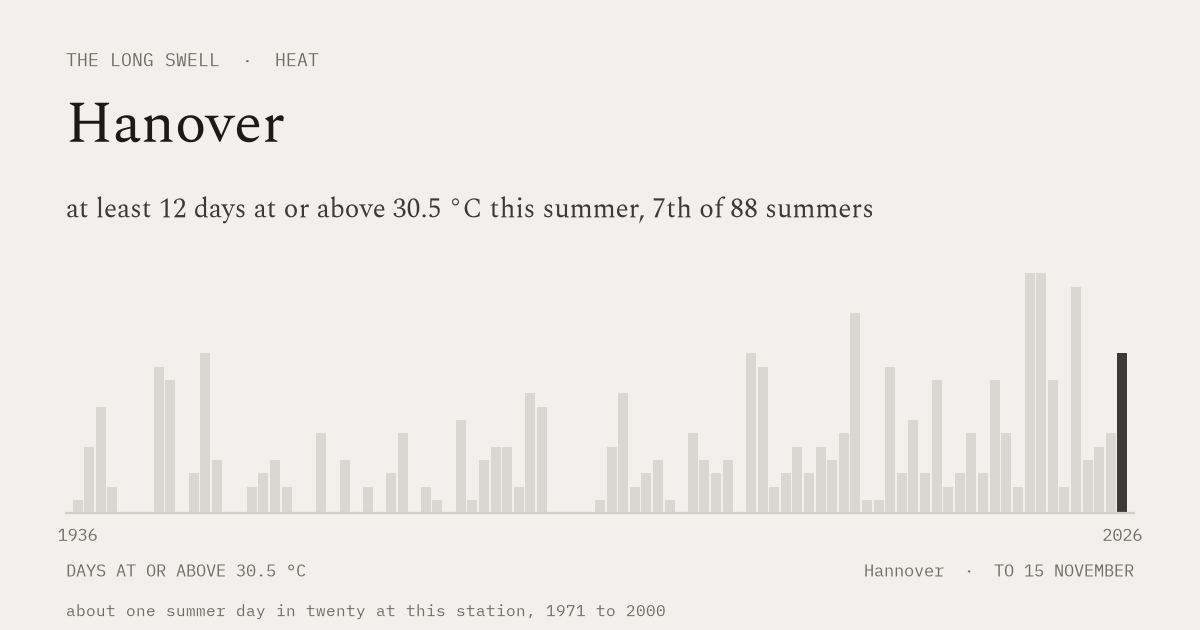 THE LONG SWELL · HEAT
Hanover
at least 12 days at or above 30.5 °C this summer, 7th of 88 summers
1936 2026
DAYS AT OR ABOVE 30.5 °C Hannover · TO 15 NOVEMBER
about one summer day in twenty at this station, 1971 to 2000